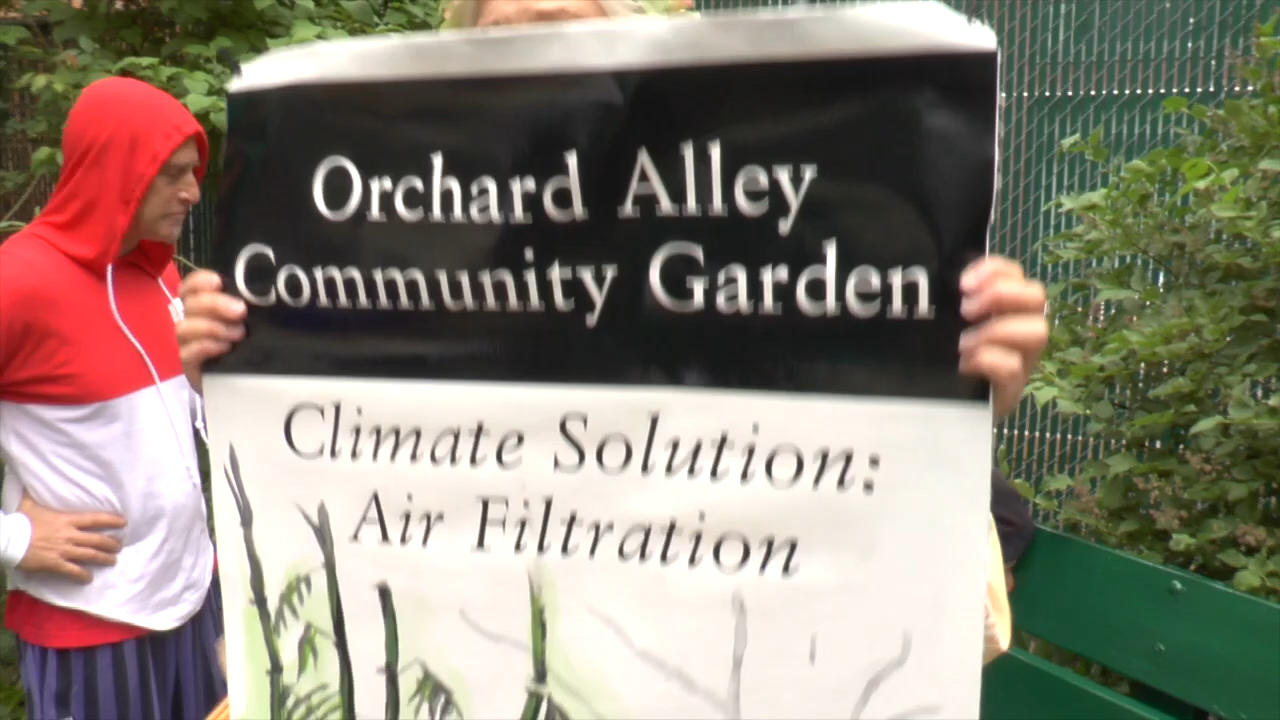 Orchard Alley
Community Garden
Climate Solution:
Air Filtration